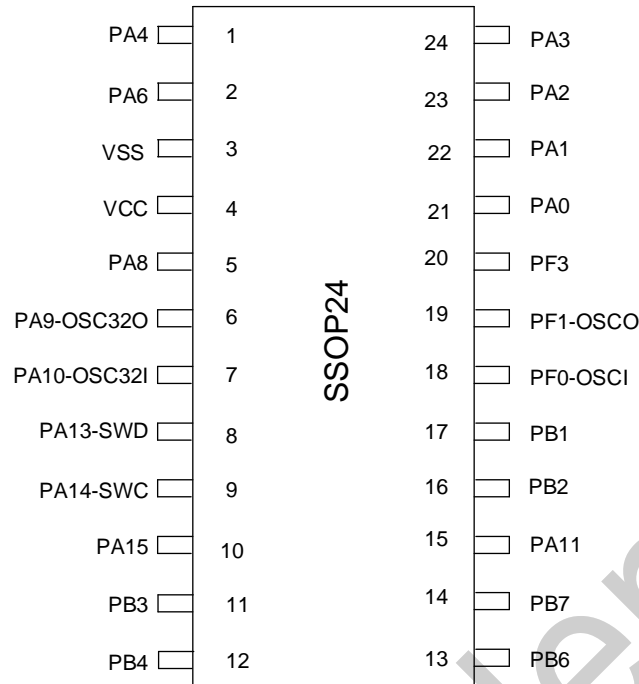 PA4 1 24 PA3
PA6 2 23 PA2
VSS 3 22 PA1
VCC 4 21 PA0
PA8 5 20 PF3
PA9-OSC32O 6 19 PF1-OSCO
PA10-OSC32I 7 18 PF0-OSCI
SSOP24
PA13-SWD 8 17 PB1
PA14-SWC 9 16 PB2
PA15 10 15 PA11
PB3 11 14 PB7
PB4 12 13 PB6